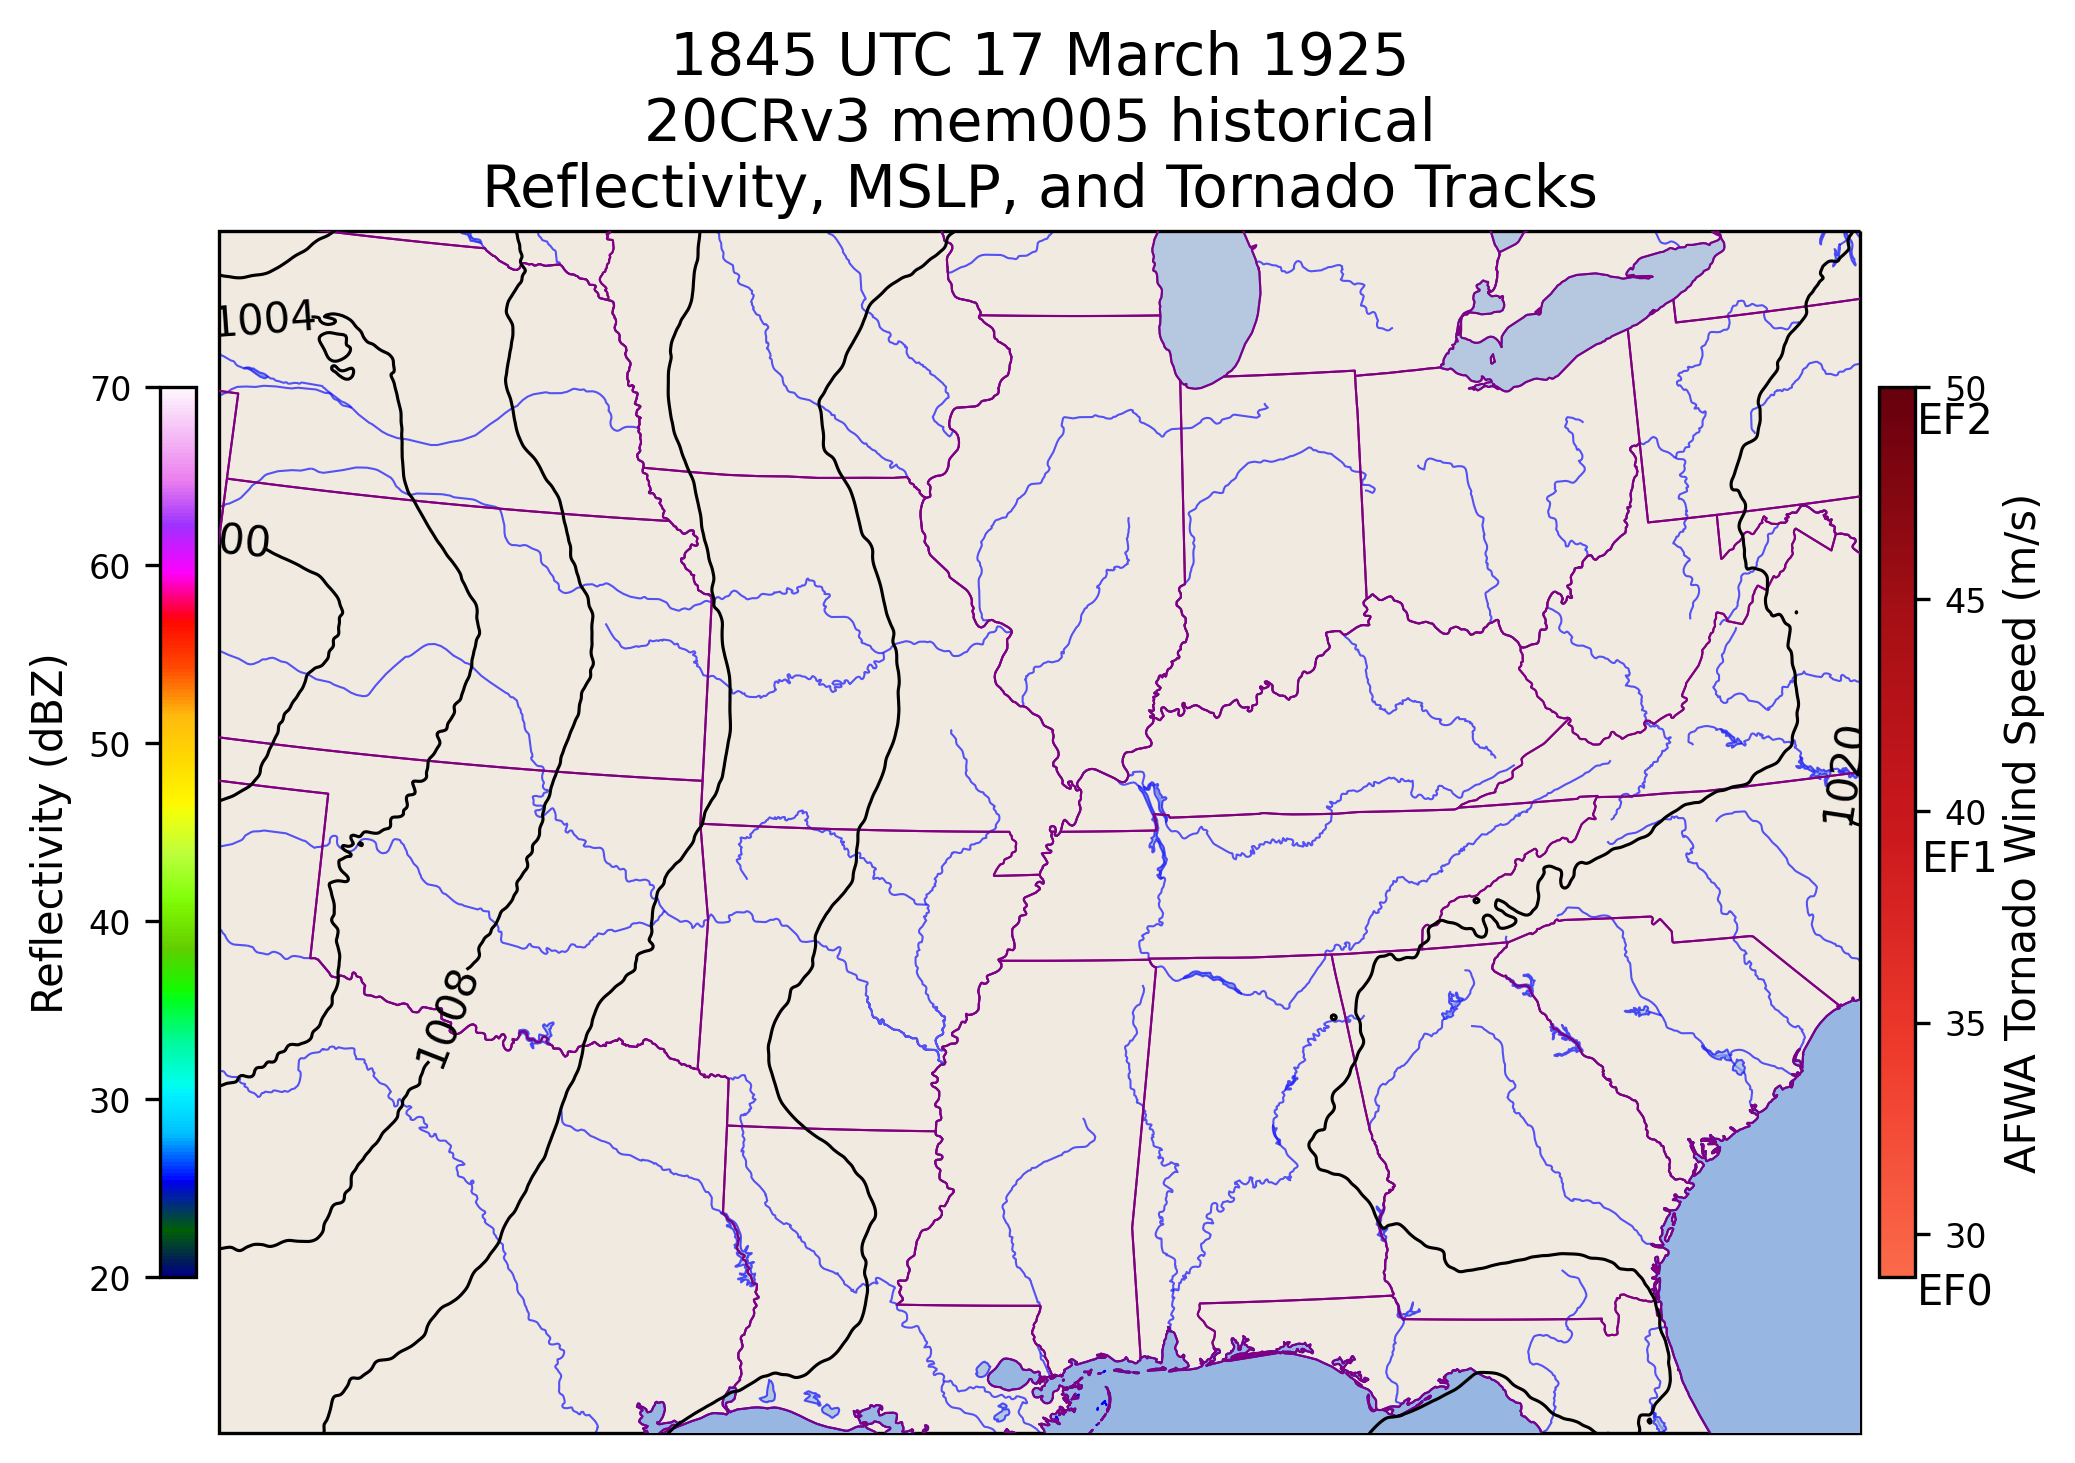 1845 UTC 17 March 1925
20CRv3 mem005 historical
Reflectivity, MSLP, and Tornado Tracks
1004
00
1008
1020
70
60
50
40
30
20
Reflectivity (dBZ)
50
EF2
45
40
EF1
35
30
EF0
AFWA Tornado Wind Speed (m/s)